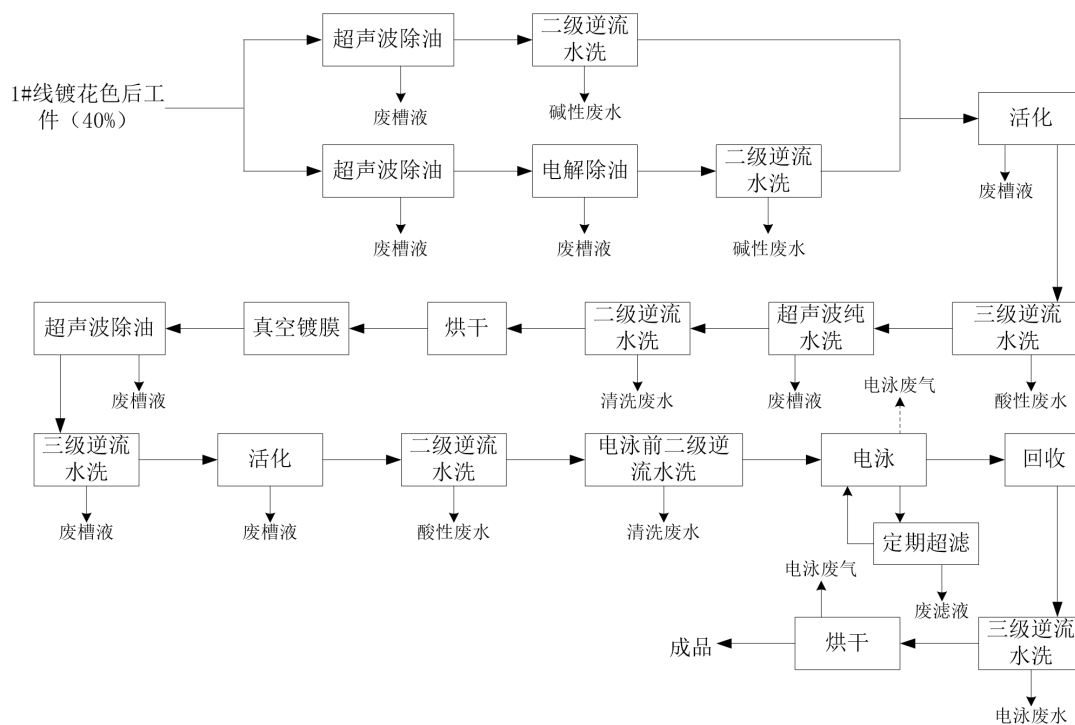 超声波除油
二级逆流
水洗
1#线镀花色后工
件（40%）
废槽液
碱性废水
活化
超声波除油
电解除油
二级逆流
水洗
废槽液
废槽液
废槽液
碱性废水
超声波除油
真空镀膜
烘干
二级逆流
水洗
超声波纯
水洗
三级逆流
水洗
废槽液
清洗废水
废槽液
酸性废水
电泳废气
三级逆流
水洗
活化
二级逆流
水洗
电泳前二级逆
流水洗
电泳
回收
废槽液
废槽液
酸性废水
清洗废水
定期超滤
电泳废气
废滤液
成品
烘干
三级逆流
水洗
电泳废水